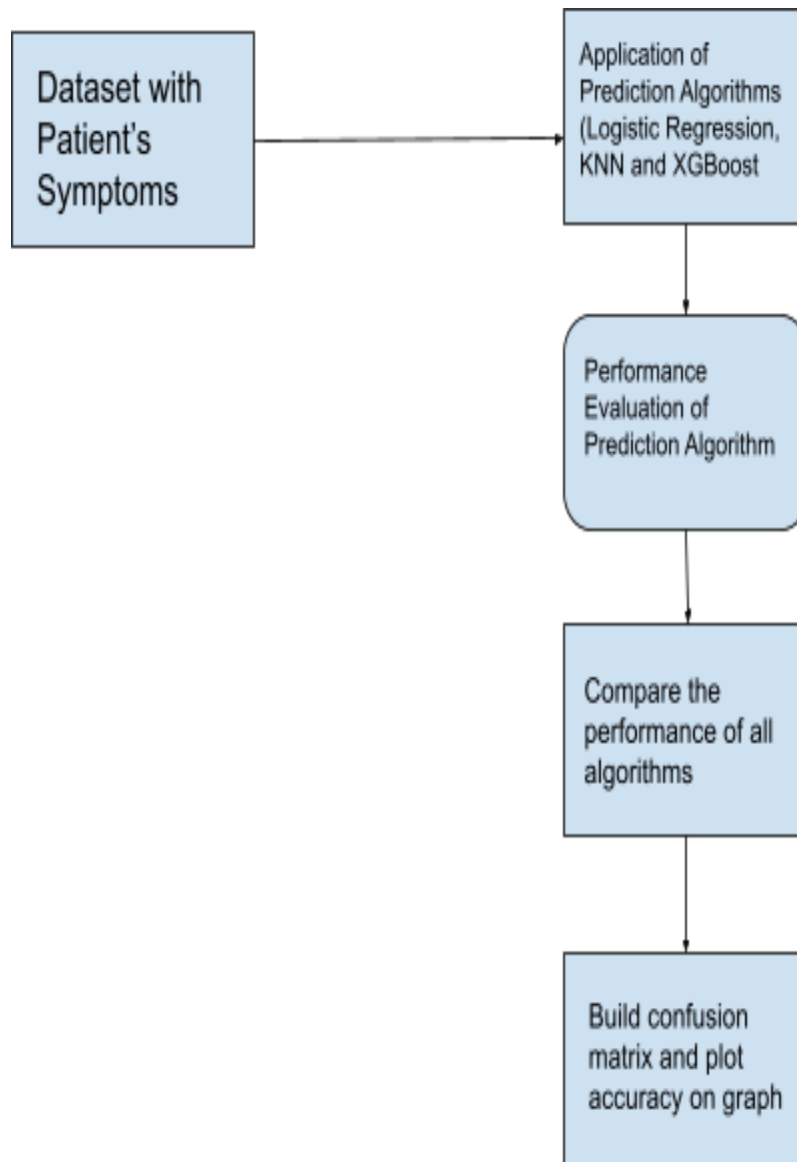 Dataset with
Patient's
Symptoms
Application of
Prediction Algorithms
(Logistic Regression,
KNN and XGBoost
Performance
Evaluation of
Prediction Algorithm
Compare the
performance of all
algorithms
Build confusion
matrix and plot
accuracy on graph